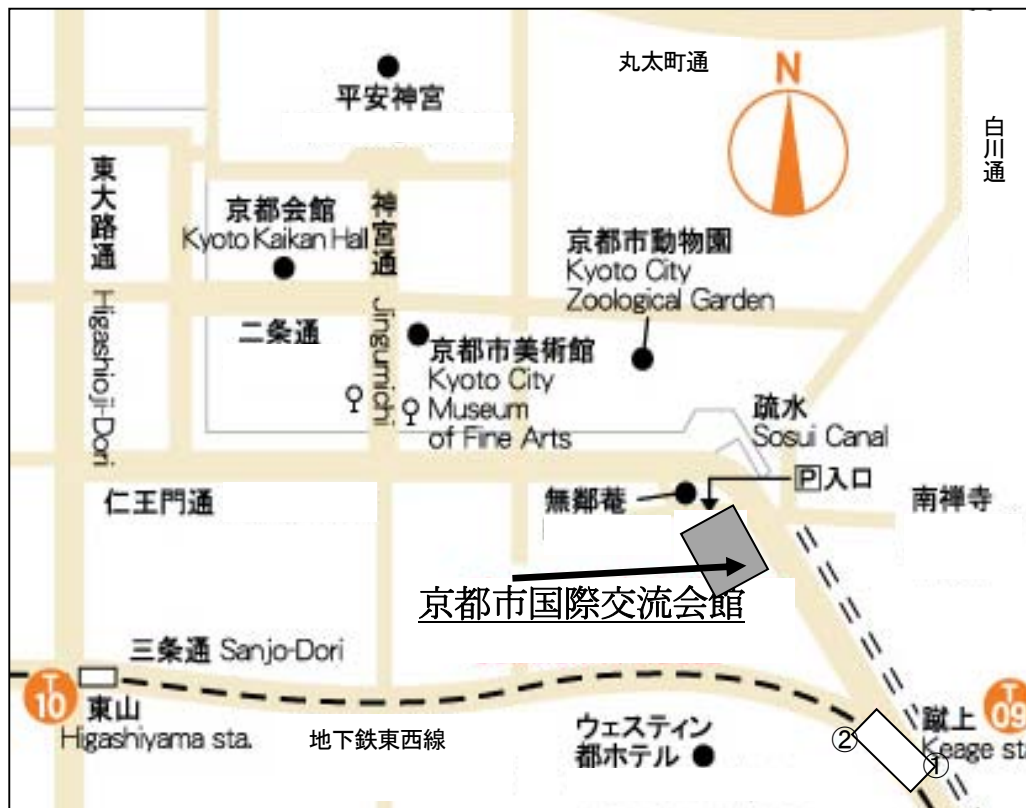 丸太町通
N
平安神宮
白川通
東大路通 Higashioji-Dori
京都会館
Kyoto Kaikan Hall
神宮通 Jingumichi
京都市動物園
Kyoto City
Zoological Garden
二条通
京都市美術館
Kyoto City
Museum
of Fine Arts
疏水
Sosui Canal
P入口
仁王門通
無鄰菴
南禅寺
京都市国際交流会館
三条通 Sanjo-Dori
T
10
東山
Higashiyama sta.
地下鉄東西線
ウェスティン
都ホテル
②
①
蹴上
Keage sta
T
09